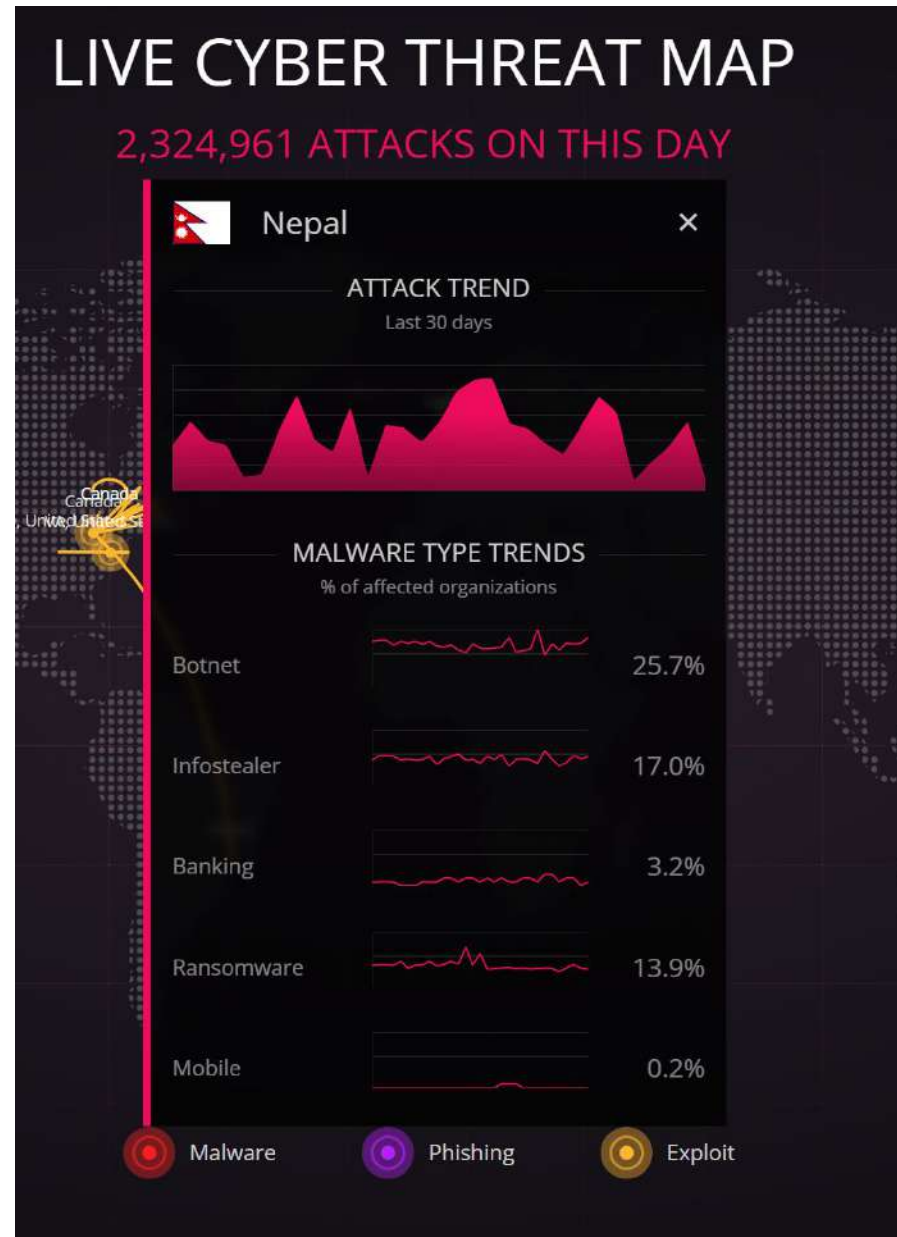 LIVE CYBER THREAT MAP
2,324,961 ATTACKS ON THIS DAY
Nepal
ATTACK TREND
Last 30 days
Canada
Canada
MALWARE TYPE TRENDS
% of affected organizations
Botnet 25.7%
Infostealer 17.0%
Banking 3.2%
Ransomware 13.9%
Mobile 0.2%
Malware Phishing Exploit